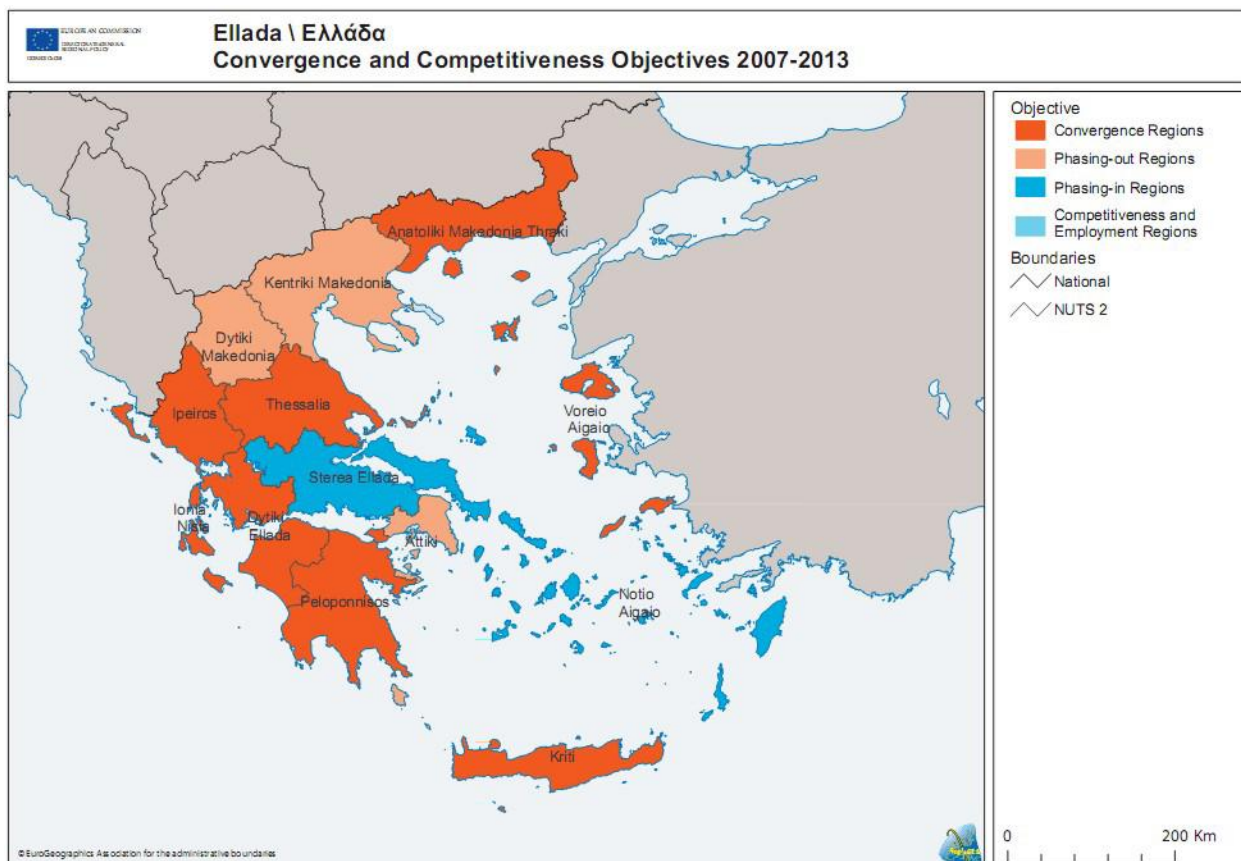 EUROPEAN COMMISSION
Ellada \ Ελλάδα
Convergence and Competitiveness Objectives 2007-2013
Objective
Convergence Regions
Phasing-out Regions
Phasing-in Regions
Competitiveness and
Employment Regions
Boundaries
National
NUTS 2
Anatoliki Makedonia Thraki
Kentriki Makedonia
Dytiki
Makedonia
Ipeiros
Thessalia
Voreio
Aigaio
Sterea Ellada
Ionia
Nisia
Dytiki
Ellada
Attiki
Peloponnisos
Notio
Aigaio
Kriti
0 200 Km
© EuroGeographics Association for the administrative boundaries